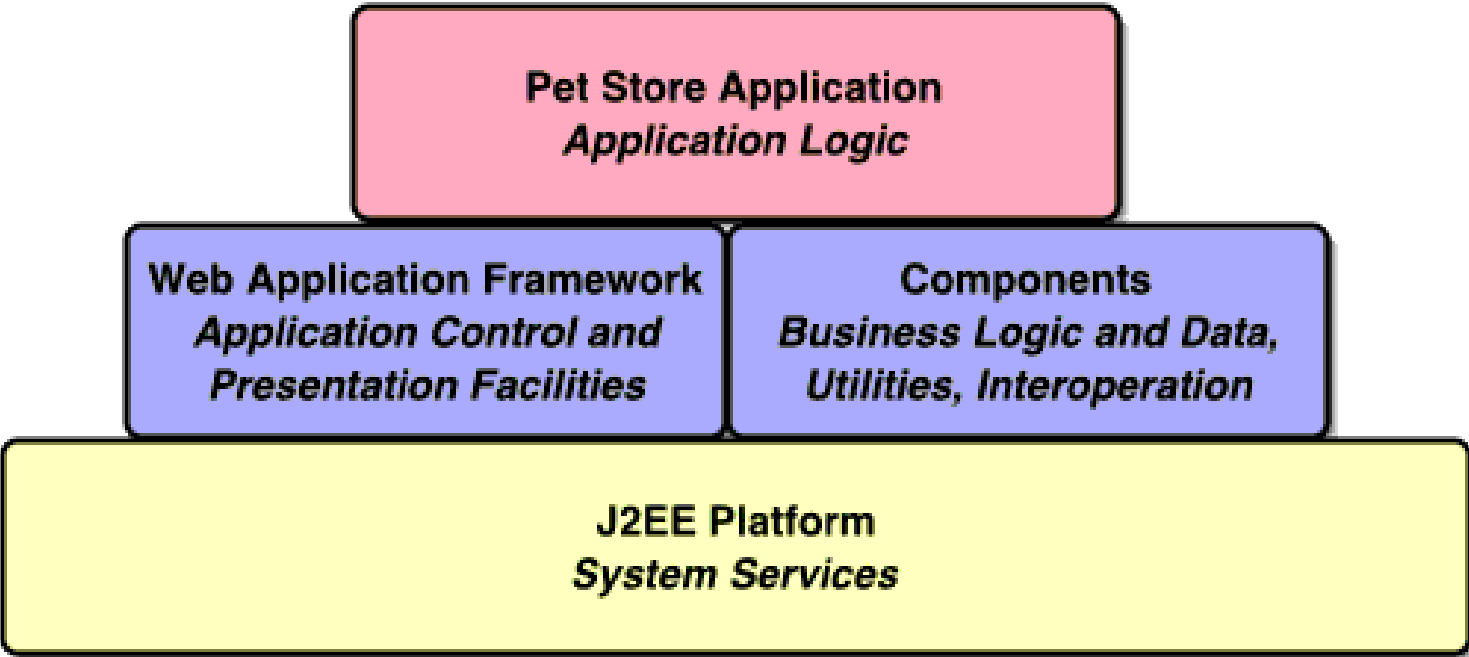 Pet Store Application
Application Logic
Web Application Framework
Application Control and
Presentation Facilities
Components
Business Logic and Data,
Utilities, Interoperation
J2EE Platform
System Services